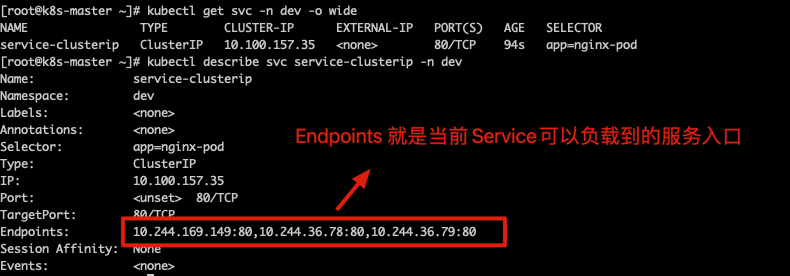 [root@k8s-master ~]# kubectl get svc -n dev -o wide
NAME TYPE CLUSTER-IP EXTERNAL-IP PORT(S) AGE SELECTOR
service-clusterip ClusterIP 10.100.157.35 <none> 80/TCP 94s app=nginx-pod
[root@k8s-master ~]# kubectl describe svc service-clusterip -n dev
Name: service-clusterip
Namespace: dev
Labels: <none>
Annotations: <none>
Endpoints 就是当前 Service可以负载到的服务入口
Selector: app=nginx-pod
Type: ClusterIP
IP: 10.100.157.35
Port: <unset> 80/TCP
TargetPort: 80/TCP
Endpoints: 10.244.169.149:80,10.244.36.78:80,10.244.36.79:80
Session Affinity: None
Events: <none>